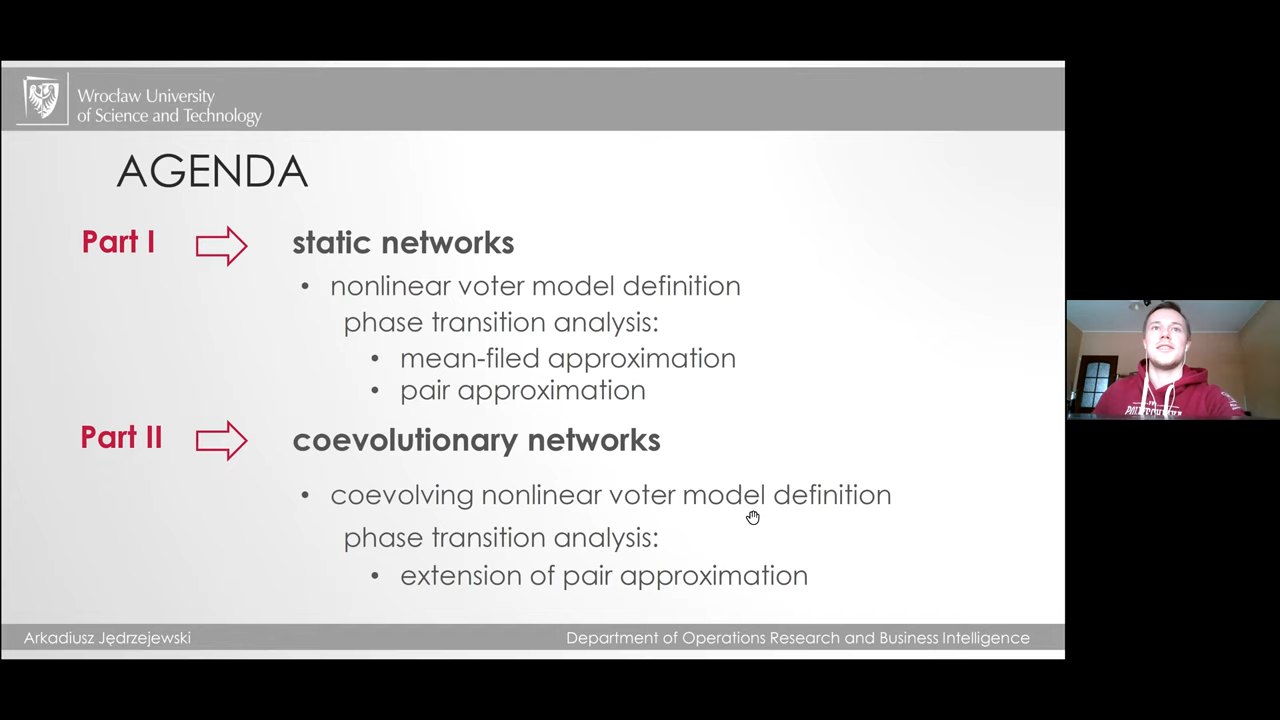 Wrocław University
of Science and Technology
AGENDA
Part I
static networks
• nonlinear voter model definition
phase transition analysis:
• mean-filed approximation
• pair approximation
Part II
coevolutionary networks
• coevolving nonlinear voter model definition
phase transition analysis:
• extension of pair approximation
Arkadiusz Jędrzejewski
Department of Operations Research and Business Intelligence